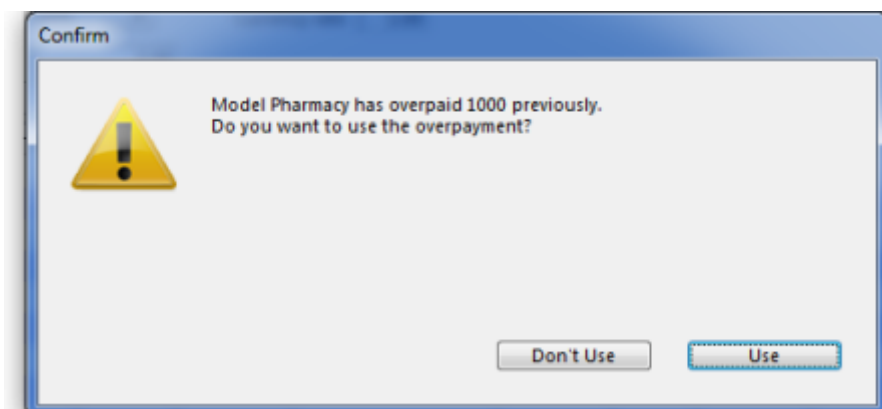 Confirm
Model Pharmacy has overpaid 1000 previously.
Do you want to use the overpayment?
Don't Use
Use